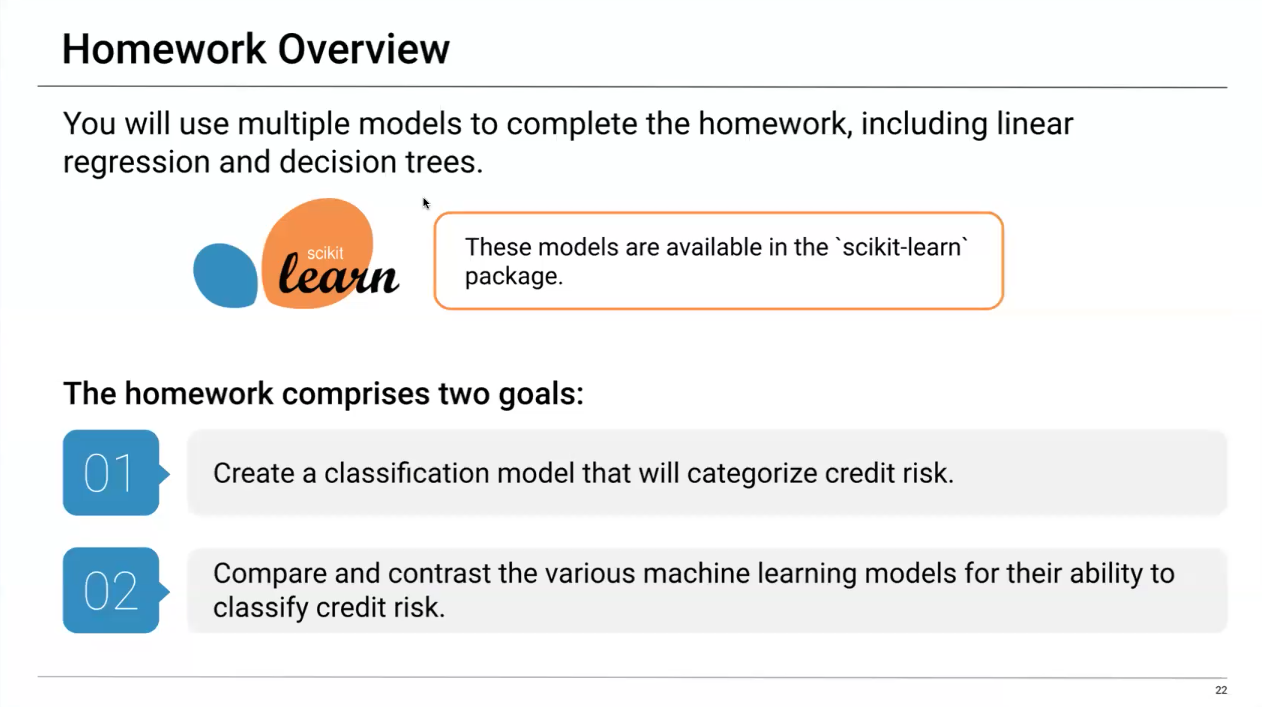 Homework Overview
You will use multiple models to complete the homework, including linear
regression and decision trees.
scikit
learn
These models are available in the `scikit-learn`
package.
The homework comprises two goals:
01
Create a classification model that will categorize credit risk.
02
Compare and contrast the various machine learning models for their ability to
classify credit risk.
22